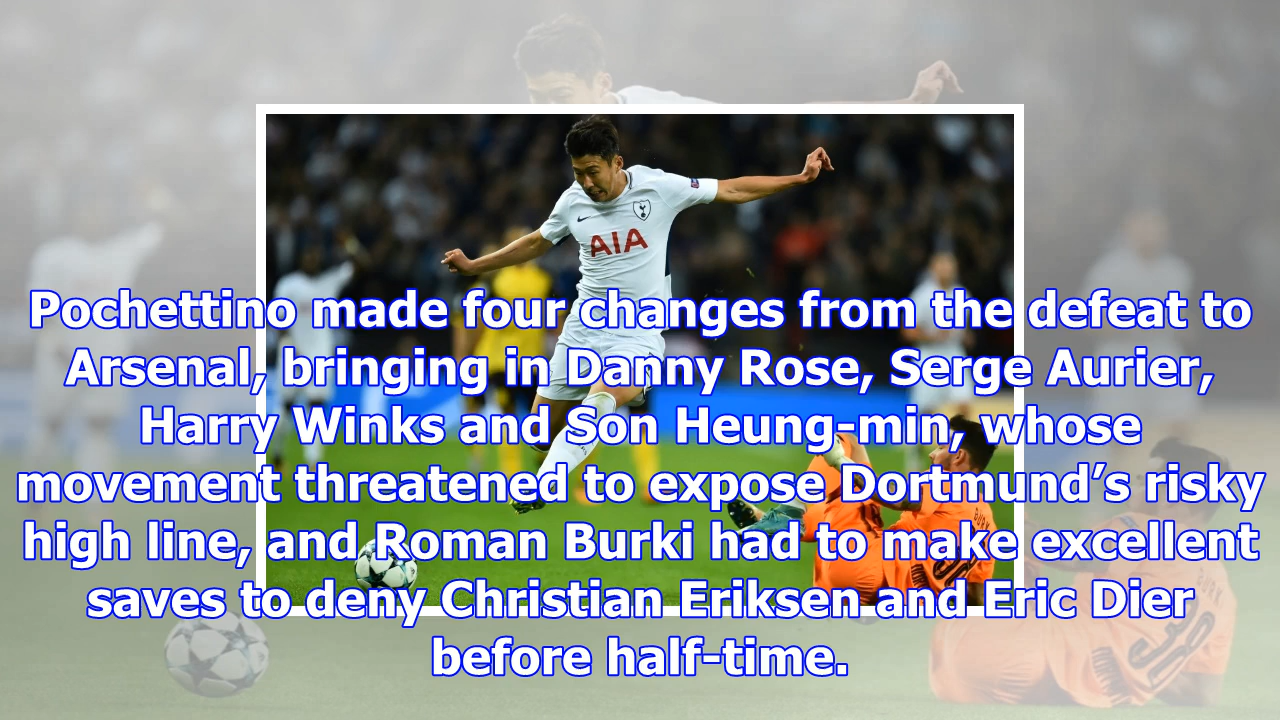 Pochettino made four changes from the defeat to
Arsenal, bringing in Danny Rose, Serge Aurier,
Harry Winks and Son Heung-min, whose
movement threatened to expose Dortmund’s risky
high line, and Roman Burki had to make excellent
saves to deny Christian Eriksen and Eric Dier
before half-time.
AIA
BURK